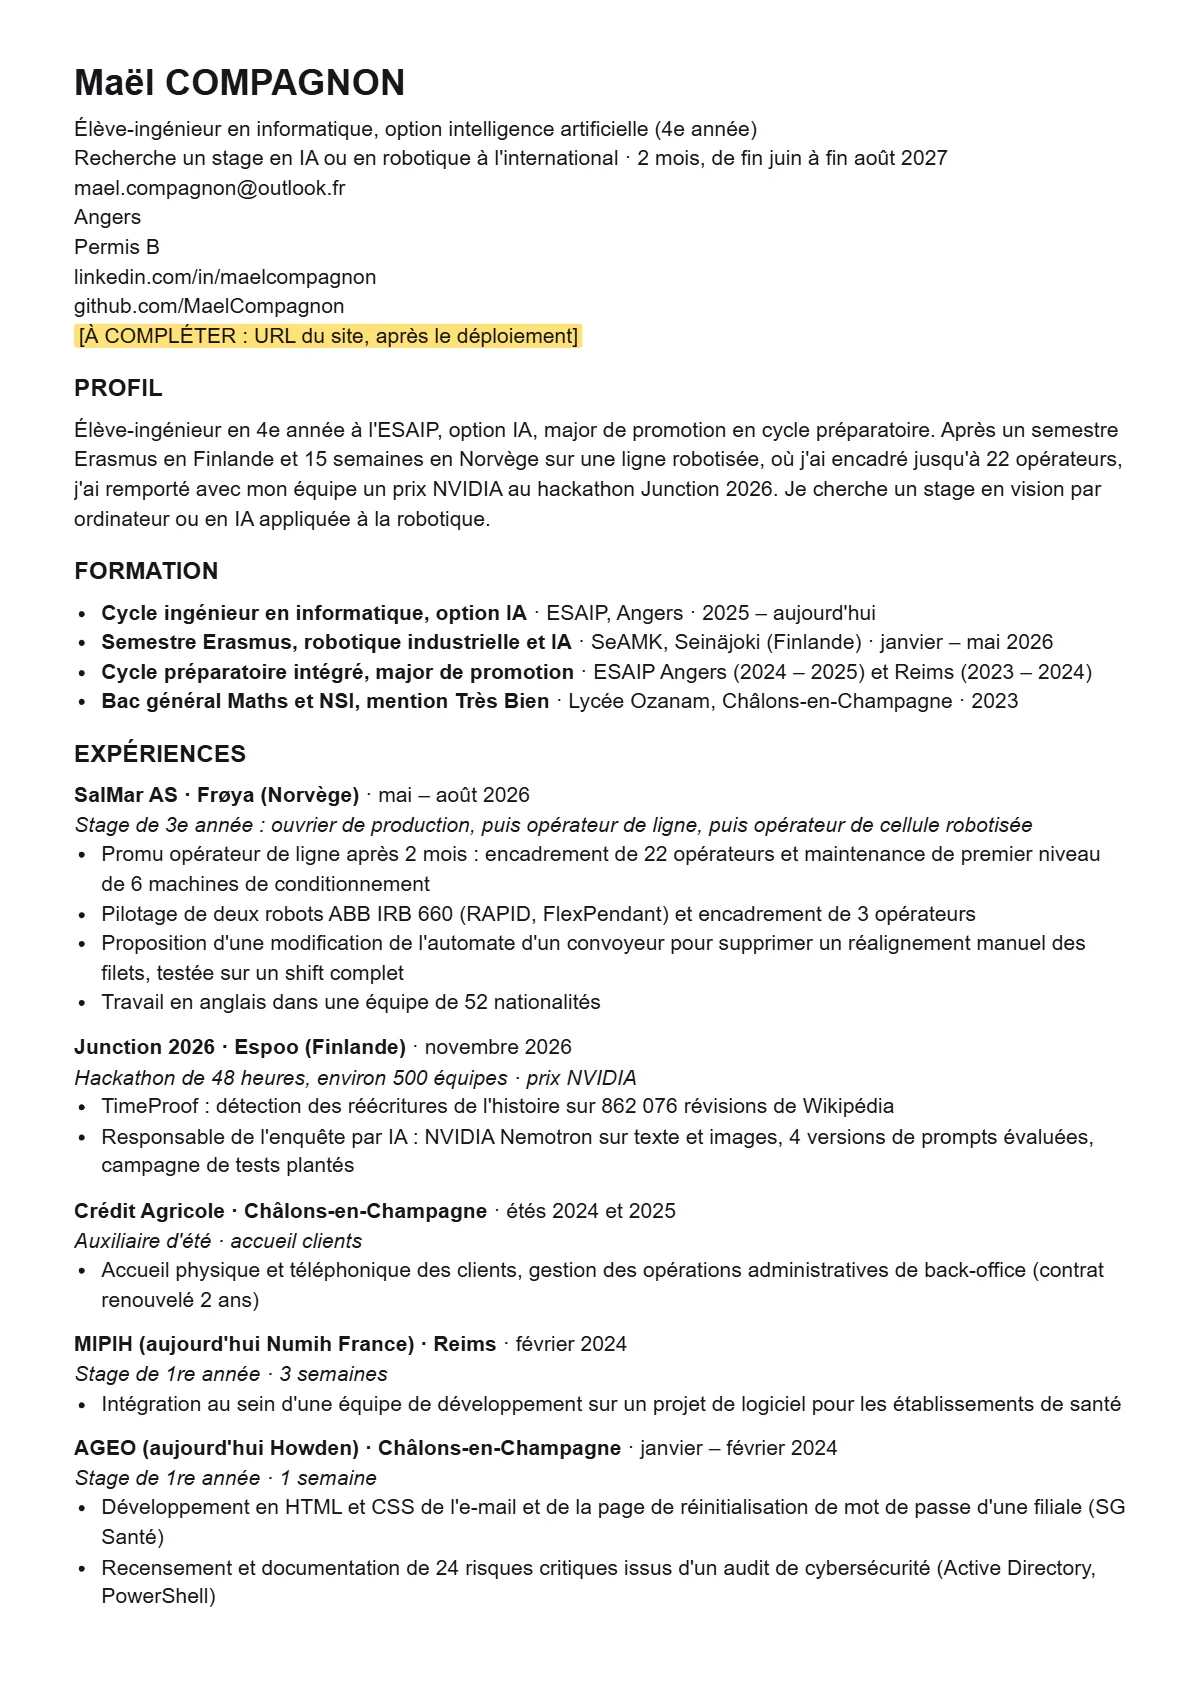 Maël COMPAGNON
Élève-ingénieur en informatique, option intelligence artificielle (4e année)
Recherche un stage en IA ou en robotique à l'international · 2 mois, de fin juin à fin août 2027
mael.compagnon@outlook.fr
Angers
Permis B
linkedin.com/in/maelcompagnon
github.com/MaelCompagnon
[À COMPLÉTER : URL du site, après le déploiement]
PROFIL
Élève-ingénieur en 4e année à l'ESAIP, option IA, major de promotion en cycle préparatoire. Après un semestre
Erasmus en Finlande et 15 semaines en Norvège sur une ligne robotisée, où j'ai encadré jusqu'à 22 opérateurs,
j'ai remporté avec mon équipe un prix NVIDIA au hackathon Junction 2026. Je cherche un stage en vision par
ordinateur ou en IA appliquée à la robotique.
FORMATION
• Cycle ingénieur en informatique, option IA · ESAIP, Angers · 2025 – aujourd'hui
• Semestre Erasmus, robotique industrielle et IA · SeAMK, Seinäjoki (Finlande) · janvier – mai 2026
• Cycle préparatoire intégré, major de promotion · ESAIP Angers (2024 – 2025) et Reims (2023 – 2024)
• Bac général Maths et NSI, mention Très Bien · Lycée Ozanam, Châlons-en-Champagne · 2023
EXPÉRIENCES
SalMar AS · Frøya (Norvège) · mai – août 2026
Stage de 3e année : ouvrier de production, puis opérateur de ligne, puis opérateur de cellule robotisée
• Promu opérateur de ligne après 2 mois : encadrement de 22 opérateurs et maintenance de premier niveau
de 6 machines de conditionnement
• Pilotage de deux robots ABB IRB 660 (RAPID, FlexPendant) et encadrement de 3 opérateurs
• Proposition d'une modification de l'automate d'un convoyeur pour supprimer un réalignement manuel des
filets, testée sur un shift complet
• Travail en anglais dans une équipe de 52 nationalités
Junction 2026 · Espoo (Finlande) · novembre 2026
Hackathon de 48 heures, environ 500 équipes · prix NVIDIA
• TimeProof : détection des réécritures de l'histoire sur 862 076 révisions de Wikipédia
• Responsable de l'enquête par IA : NVIDIA Nemotron sur texte et images, 4 versions de prompts évaluées,
campagne de tests plantés
Crédit Agricole · Châlons-en-Champagne · étés 2024 et 2025
Auxiliaire d'été · accueil clients
• Accueil physique et téléphonique des clients, gestion des opérations administratives de back-office (contrat
renouvelé 2 ans)
MIPIH (aujourd'hui Numih France) · Reims · février 2024
Stage de 1re année · 3 semaines
• Intégration au sein d'une équipe de développement sur un projet de logiciel pour les établissements de santé
AGEO (aujourd'hui Howden) · Châlons-en-Champagne · janvier – février 2024
Stage de 1re année · 1 semaine
• Développement en HTML et CSS de l'e-mail et de la page de réinitialisation de mot de passe d'une filiale (SG
Santé)
• Recensement et documentation de 24 risques critiques issus d'un audit de cybersécurité (Active Directory,
PowerShell)